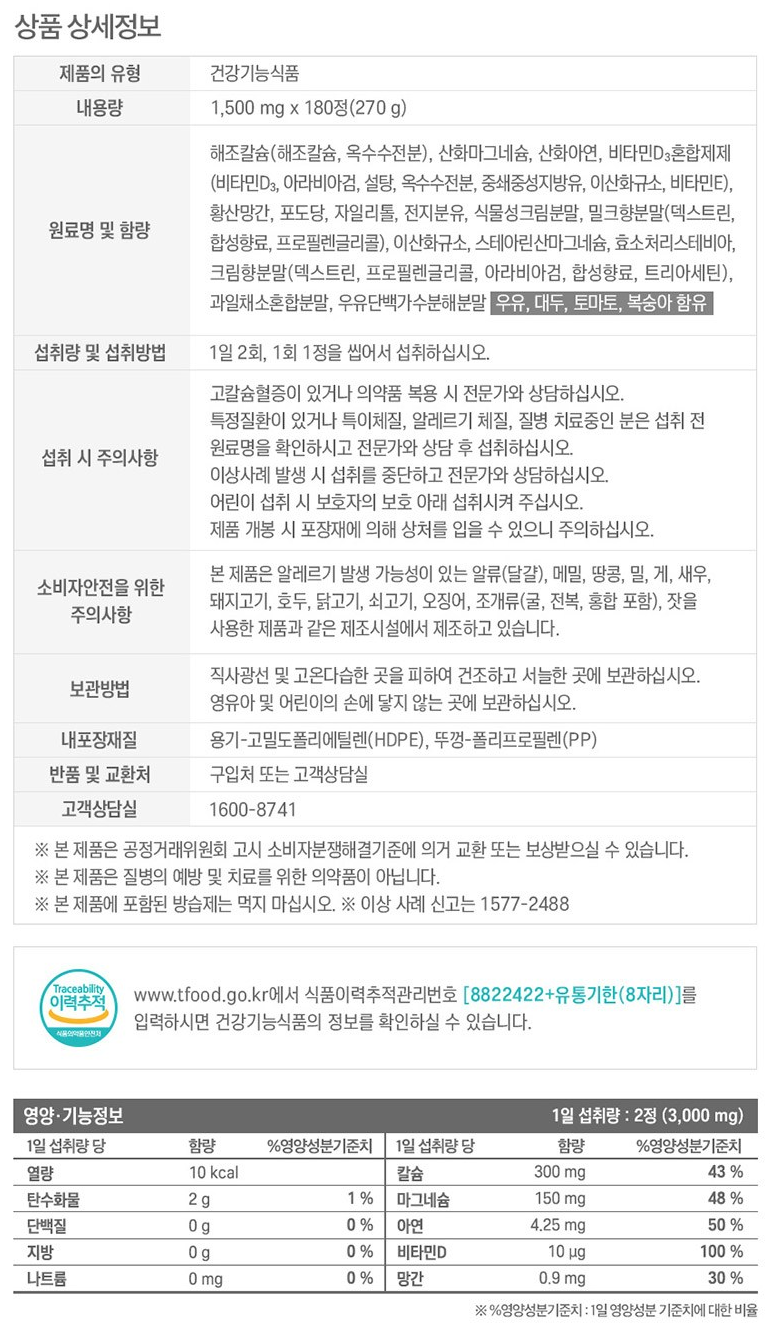 상품 상세정보
제품의 유형 건강기능식품
내용량 1,500 mg x 180정(270 g)
원료명 및 함량
해조칼슘(해조칼슘, 옥수수전분), 산화마그네슘, 산화아연, 비타민D₃혼합제제
(비타민D₃, 아라비아검, 설탕, 옥수수전분, 중쇄중성지방유, 이산화규소, 비타민E),
황산망간, 포도당, 자일리톨, 전지분유, 식물성크림분말, 밀크향분말(덱스트린,
합성향료, 프로필렌글리콜), 이산화규소, 스테아린산마그네슘, 효소처리스테비아,
크림향분말(덱스트린, 프로필렌글리콜, 아라비아검, 합성향료, 트리아세틴),
과일채소혼합분말, 우유단백가수분해분말 우유, 대두, 토마토, 복숭아 함유
섭취량 및 섭취방법 1일 2회, 1회 1정을 씹어서 섭취하십시오.
섭취 시 주의사항
고칼슘혈증이 있거나 의약품 복용 시 전문가와 상담하십시오.
특정질환이 있거나 특이체질, 알레르기 체질, 질병 치료중인 분은 섭취 전
원료명을 확인하시고 전문가와 상담 후 섭취하십시오.
이상사례 발생 시 섭취를 중단하고 전문가와 상담하십시오.
어린이 섭취 시 보호자의 보호 아래 섭취시켜 주십시오.
제품 개봉 시 포장재에 의해 상처를 입을 수 있으니 주의하십시오.
소비자안전을 위한
주의사항
본 제품은 알레르기 발생 가능성이 있는 알류(달걀), 메밀, 땅콩, 밀, 게, 새우,
돼지고기, 호두, 닭고기, 쇠고기, 오징어, 조개류(굴, 전복, 홍합 포함), 잣을
사용한 제품과 같은 제조시설에서 제조하고 있습니다.
보관방법
직사광선 및 고온다습한 곳을 피하여 건조하고 서늘한 곳에 보관하십시오.
영유아 및 어린이의 손에 닿지 않는 곳에 보관하십시오.
내포장재질 용기-고밀도폴리에틸렌(HDPE), 뚜껑-폴리프로필렌(PP)
반품 및 교환처 구입처 또는 고객상담실
고객상담실 1600-8741
※ 본 제품은 공정거래위원회 고시 소비자분쟁해결기준에 의거 교환 또는 보상받으실 수 있습니다.
※ 본 제품은 질병의 예방 및 치료를 위한 의약품이 아닙니다.
※ 본 제품에 포함된 방습제는 먹지 마십시오. ※ 이상 사례 신고는 1577-2488
Traceability
이력추적
식품의약품안전처
www.tfood.go.kr에서 식품이력추적관리번호 [8822422+유통기한(8자리)]를
입력하시면 건강기능식품의 정보를 확인하실 수 있습니다.
영양·기능정보 1일 섭취량 : 2정 (3,000 mg)
1일 섭취량 당 함량 %영양성분기준치 1일 섭취량 당 함량 %영양성분기준치
열량 10 kcal 칼슘 300 mg 43 %
탄수화물 2 g 1 % 마그네슘 150 mg 48 %
단백질 0 g 0 % 아연 4.25 mg 50 %
지방 0 g 0 % 비타민D 10 µg 100 %
나트륨 0 mg 0 % 망간 0.9 mg 30 %
※ %영양성분기준치 : 1일 영양성분 기준치에 대한 비율